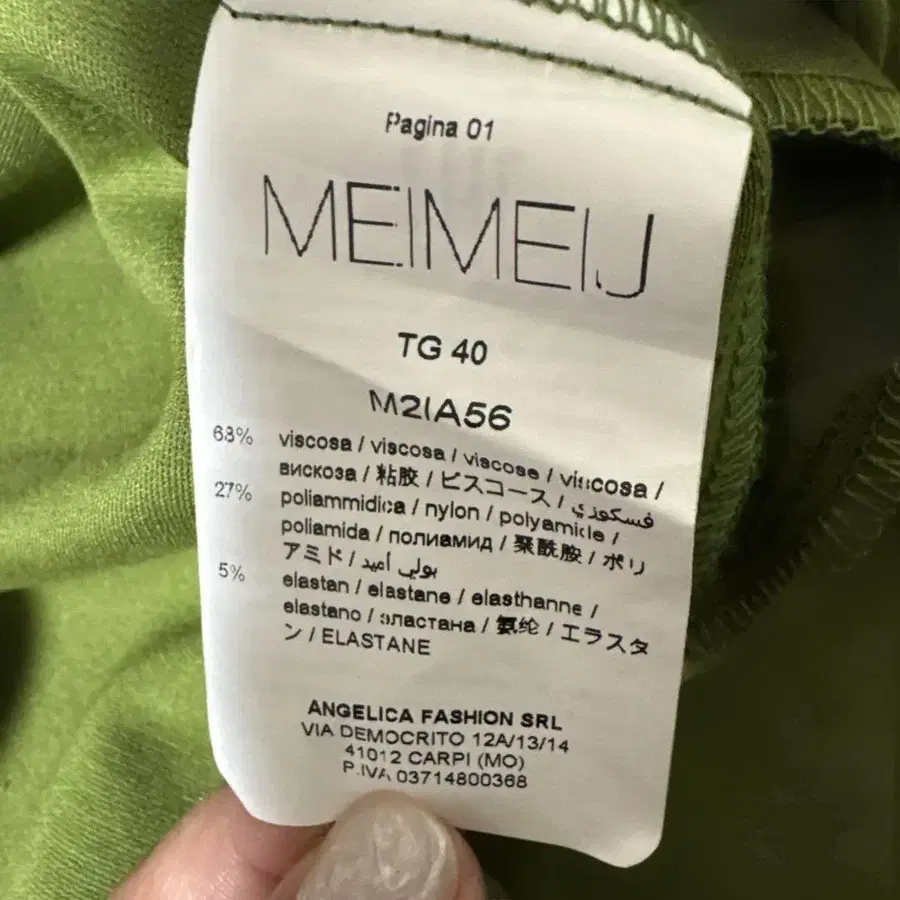 Pagina 01
MEIMEIJ
TG 40
M2IA56
68% viscosa / viscosa / viscose / viscosa /
вискоза / 粘胶 / ビスコース / فسكوزي
27% poliammidica / nylon / polyamide /
poliamida / полиамид / 聚酰胺 / ポリ
アミド / بولي أميد
5% elastan / elastane / elasthanne /
elastano / эластана / 氨纶 / エラスタ
ン / ELASTANE
ANGELICA FASHION SRL
VIA DEMOCRITO 12A/13/14
41012 CARPI (MO)
P.IVA 03714800368